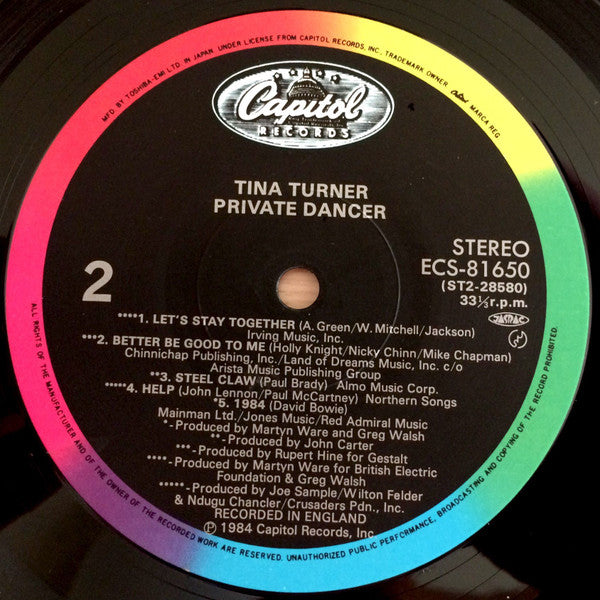 MFD. BY TOSHIBA-EMI LTD. IN JAPAN UNDER LICENSE FROM CAPITOL RECORDS, INC., TRADEMARK OWNER MARCA REG.
Capitol
RECORDS
TINA TURNER
PRIVATE DANCER
2
STEREO
ECS-81650
(ST2-28580)
33⅓r.p.m.
JASRAC
*****1. LET'S STAY TOGETHER (A. Green/W. Mitchell/Jackson)
Irving Music, Inc.
***2. BETTER BE GOOD TO ME (Holly Knight/Nicky Chinn/Mike Chapman)
Chinnichap Publishing, Inc./Land of Dreams Music, Inc. c/o
Arista Music Publishing Group
**3. STEEL CLAW (Paul Brady) Almo Music Corp.
*****4. HELP (John Lennon/Paul McCartney) Northern Songs
*5. 1984 (David Bowie)
Mainman Ltd./Jones Music/Red Admiral Music
*-Produced by Martyn Ware and Greg Walsh
**-Produced by John Carter
***-Produced by Rupert Hine for Gestalt
****-Produced by Martyn Ware for British Electric
Foundation & Greg Walsh
*****-Produced by Joe Sample/Wilton Felder
& Ndugu Chancler/Crusaders Pdn., Inc.
RECORDED IN ENGLAND
Ⓟ1984 Capitol Records, Inc.
ALL RIGHTS OF THE MANUFACTURER AND OF THE OWNER OF THE RECORDED WORK ARE RESERVED. UNAUTHORIZED PUBLIC PERFORMANCE, BROADCASTING AND COPYING OF THE RECORD PROHIBITED.